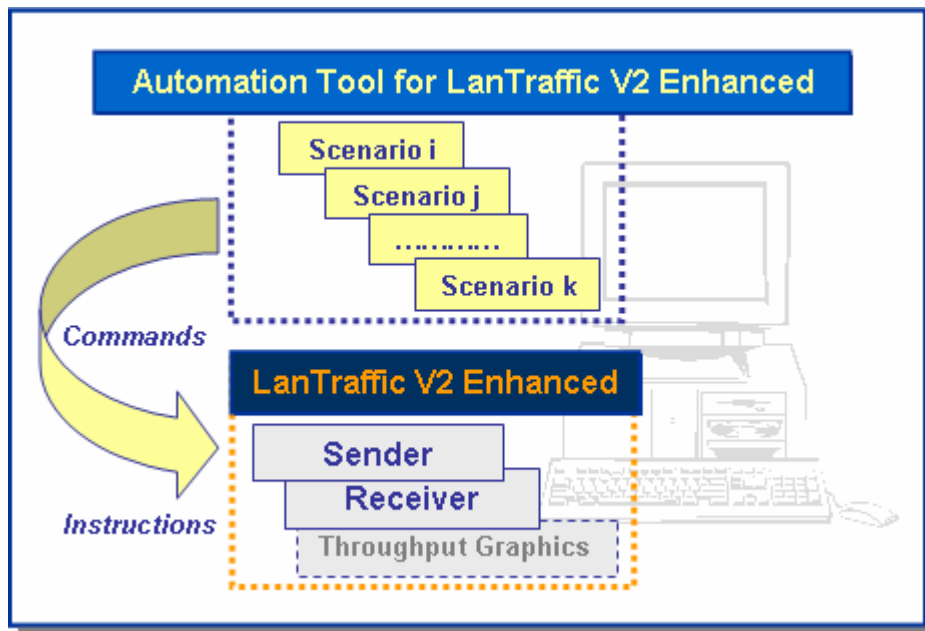 Automation Tool for LanTraffic V2 Enhanced
Scenario i
Scenario j
............
Scenario k
Commands
LanTraffic V2 Enhanced
Sender
Receiver
Instructions
Throughput Graphics